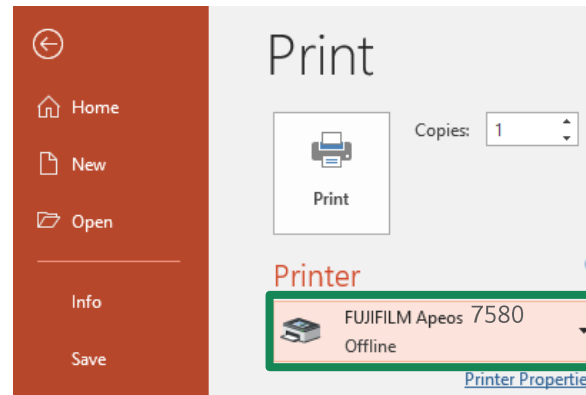 Print
Home
New
Open
Info
Save
Copies: 1
Print
Printer
FUJIFILM Apeos 7580
Offline
Printer Propertie